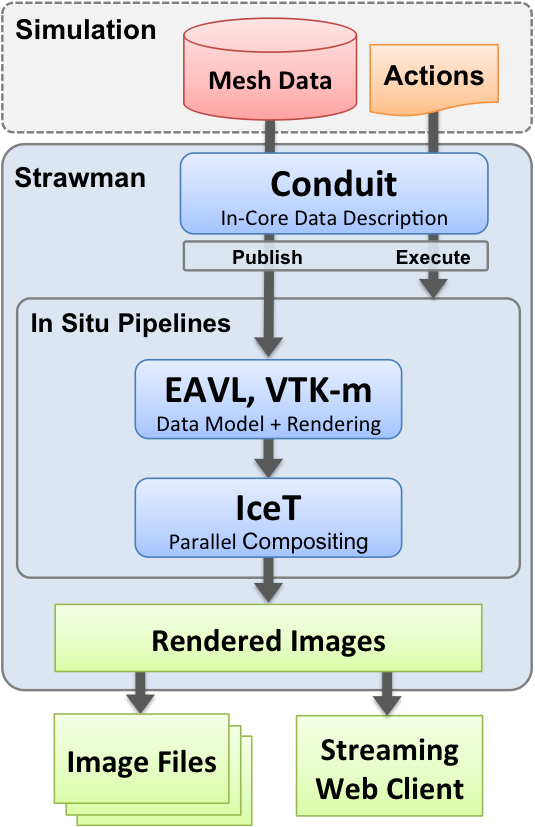 Simulation
Mesh Data
Actions
Strawman
Conduit
In-Core Data Description
Publish
Execute
In Situ Pipelines
EAVL, VTK-m
Data Model + Rendering
IceT
Parallel Compositing
Rendered Images
Image Files
Streaming
Web Client